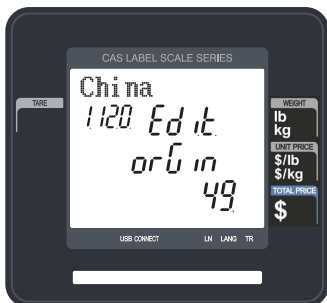 CAS LABEL SCALE SERIES
China
1120 Edit
orGin
49
TARE
WEIGHT
lb
kg
UNIT PRICE
$/lb
$/kg
TOTAL PRICE
$
USB CONNECT LN LANG TR